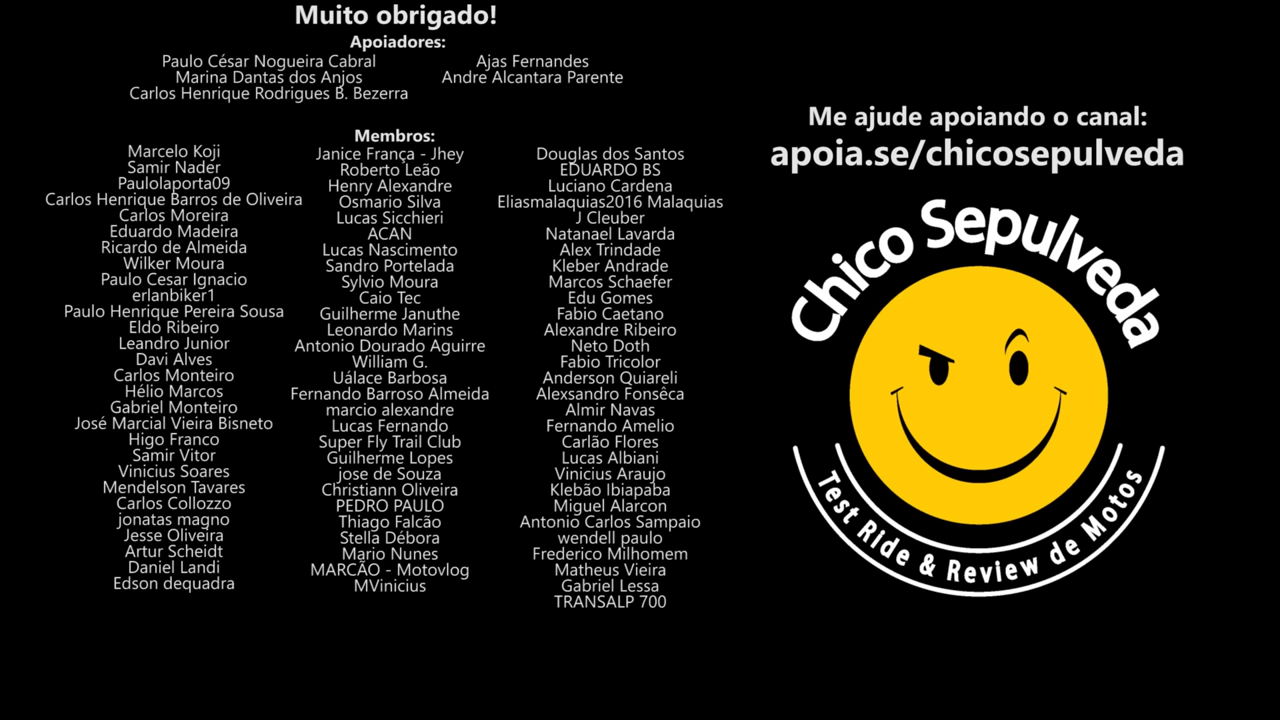 Muito obrigado!
Apoiadores:
Paulo César Nogueira Cabral
Marina Dantas dos Anjos
Carlos Henrique Rodrigues B. Bezerra
Ajas Fernandes
Andre Alcantara Parente
Membros:
Marcelo Koji
Samir Nader
Paulolaporta09
Carlos Henrique Barros de Oliveira
Carlos Moreira
Eduardo Madeira
Ricardo de Almeida
Wilker Moura
Paulo Cesar Ignacio
erlanbiker1
Paulo Henrique Pereira Sousa
Eldo Ribeiro
Leandro Junior
Davi Alves
Carlos Monteiro
Hélio Marcos
Gabriel Monteiro
José Marcial Vieira Bisneto
Higo Franco
Samir Vitor
Vinicius Soares
Mendelson Tavares
Carlos Collozzo
jonatas magno
Jesse Oliveira
Artur Scheidt
Daniel Landi
Edson dequadra
Janice França - Jhey
Roberto Leão
Henry Alexandre
Osmario Silva
Lucas Sicchieri
ACAN
Lucas Nascimento
Sandro Portelada
Sylvio Moura
Caio Tec
Guilherme Januthe
Leonardo Marins
Antonio Dourado Aguirre
William G.
Uálace Barbosa
Fernando Barroso Almeida
marcio alexandre
Lucas Fernando
Super Fly Trail Club
Guilherme Lopes
jose de Souza
Christiann Oliveira
PEDRO PAULO
Thiago Falcão
Stella Débora
Mario Nunes
MARCÃO - Motovlog
MVinicius
Douglas dos Santos
EDUARDO BS
Luciano Cardena
Eliasmalaquias2016 Malaquias
J Cleuber
Natanael Lavarda
Alex Trindade
Kleber Andrade
Marcos Schaefer
Edu Gomes
Fabio Caetano
Alexandre Ribeiro
Neto Doth
Fabio Tricolor
Anderson Quiareli
Alexsandro Fonsêca
Almir Navas
Fernando Amelio
Carlão Flores
Lucas Albiani
Vinicius Araujo
Klebão Ibiapaba
Miguel Alarcon
Antonio Carlos Sampaio
wendell paulo
Frederico Milhomem
Matheus Vieira
Gabriel Lessa
TRANSALP 700
Me ajude apoiando o canal:
apoia.se/chicosepulveda
Chico Sepulveda
Test Ride & Review de Motos